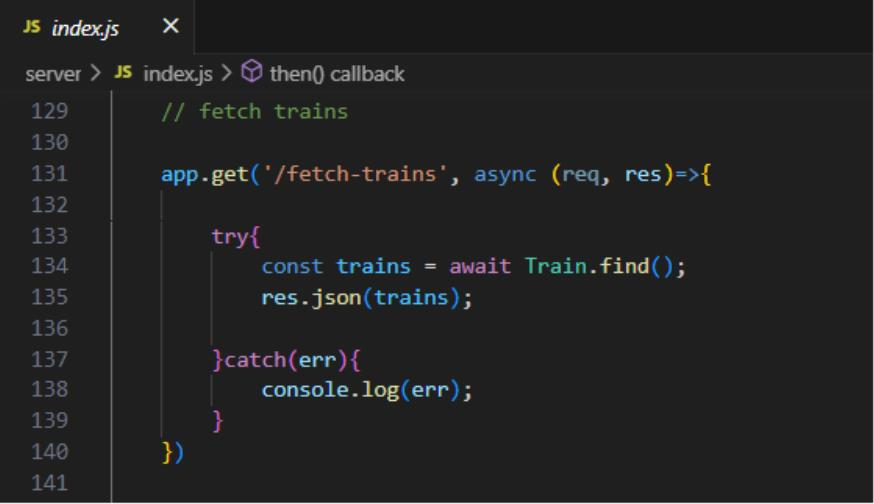 JS index.js ×
server > JS index.js > then() callback
129 // fetch trains
130
131 app.get('/fetch-trains', async (req, res)=>{
132
133 try{
134 const trains = await Train.find();
135 res.json(trains);
136
137 }catch(err){
138 console.log(err);
139 }
140 })
141